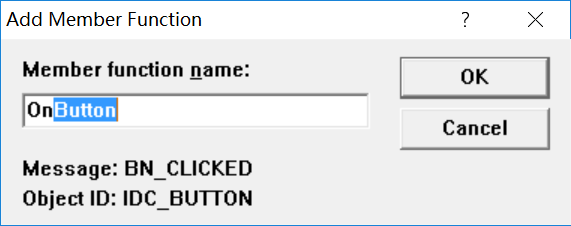 Add Member Function
?
Member function name:
OK
OnButton
Cancel
Message: BN_CLICKED
Object ID: IDC_BUTTON